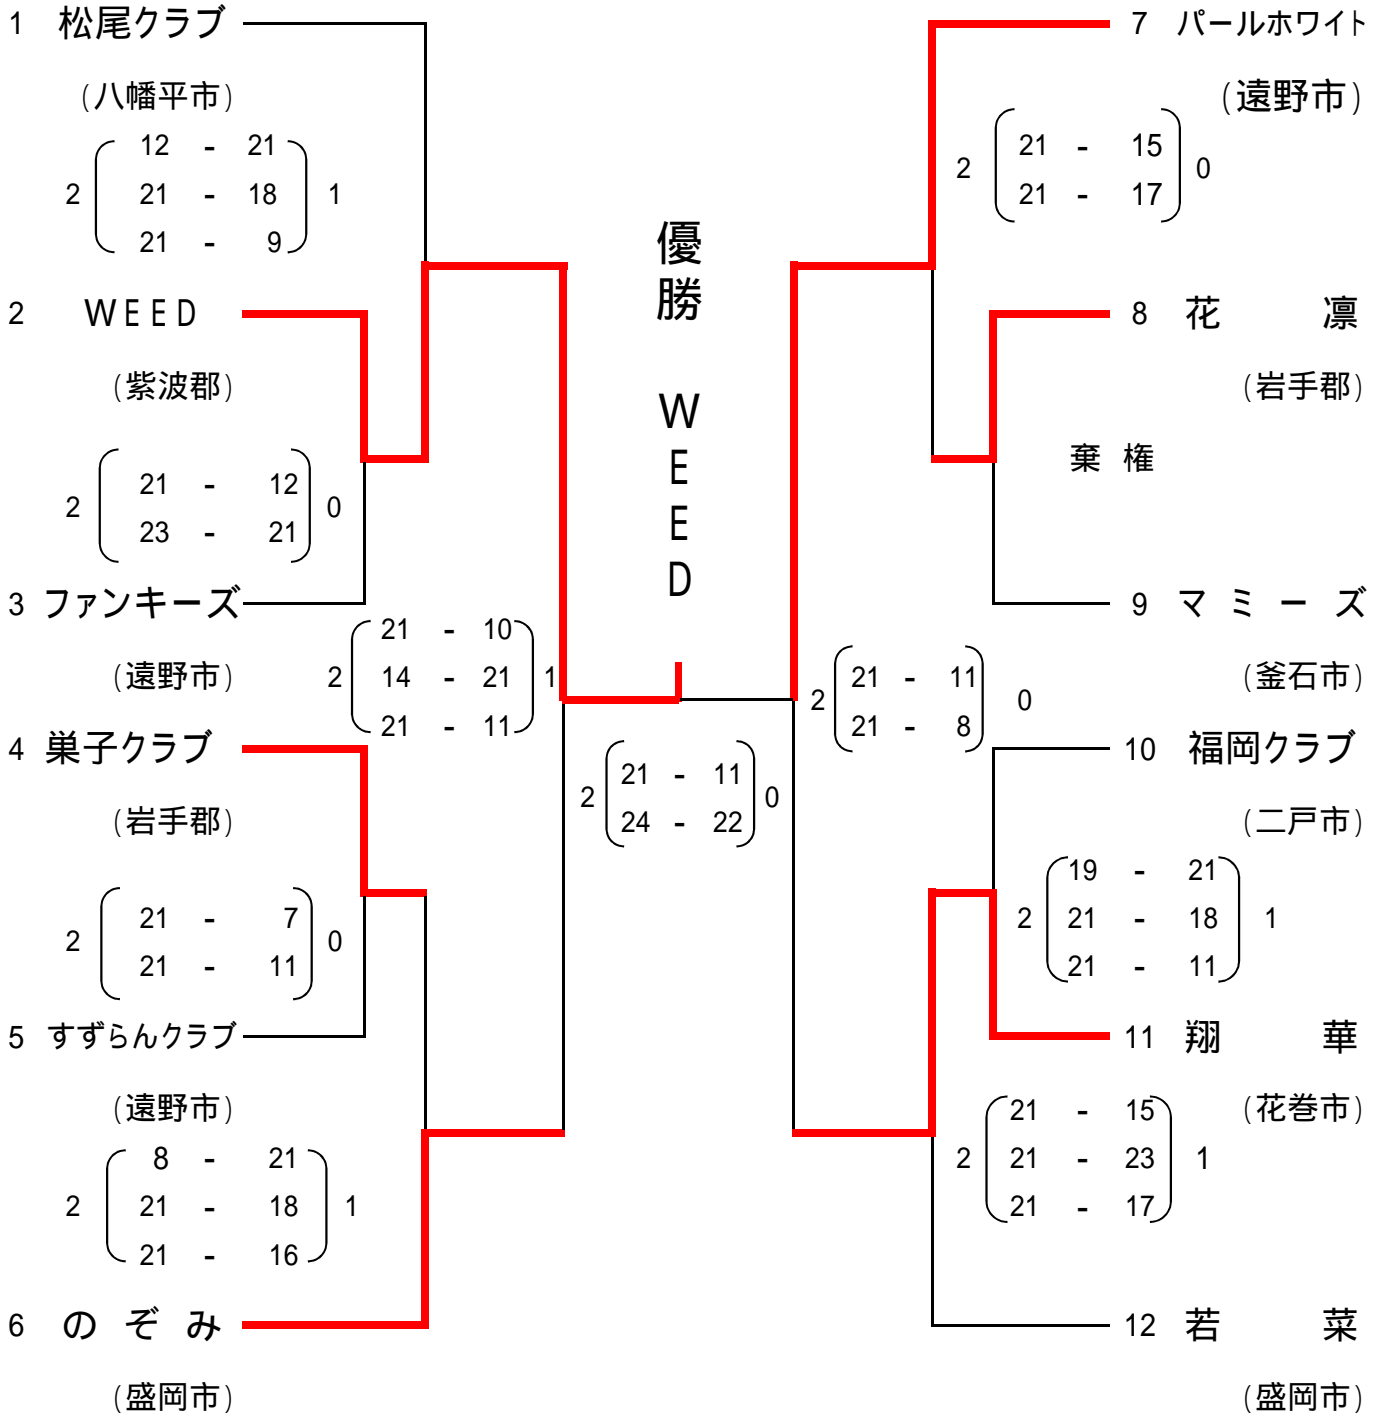 1 松尾クラブ
(八幡平市)
12 - 21
2 21 - 18 1
21 - 9
2 WEED
(紫波郡)
21 - 12
2 0
23 - 21
3 ファンキーズ
(遠野市)
21 - 10
2 14 - 21 1
21 - 11
4 巣子クラブ
(岩手郡)
21 - 7
2 0
21 - 11
5 すずらんクラブ
(遠野市)
8 - 21
2 21 - 18 1
21 - 16
6 のぞみ
(盛岡市)
優勝 WEED
21 - 11
2 0
24 - 22
7 パールホワイト
(遠野市)
21 - 15
2 0
21 - 17
8 花凛
(岩手郡)
棄権
9 マミーズ
(釜石市)
21 - 11
2 0
21 - 8
10 福岡クラブ
(二戸市)
19 - 21
2 21 - 18 1
21 - 11
11 翔華
(花巻市)
21 - 15
2 21 - 23 1
21 - 17
12 若菜
(盛岡市)